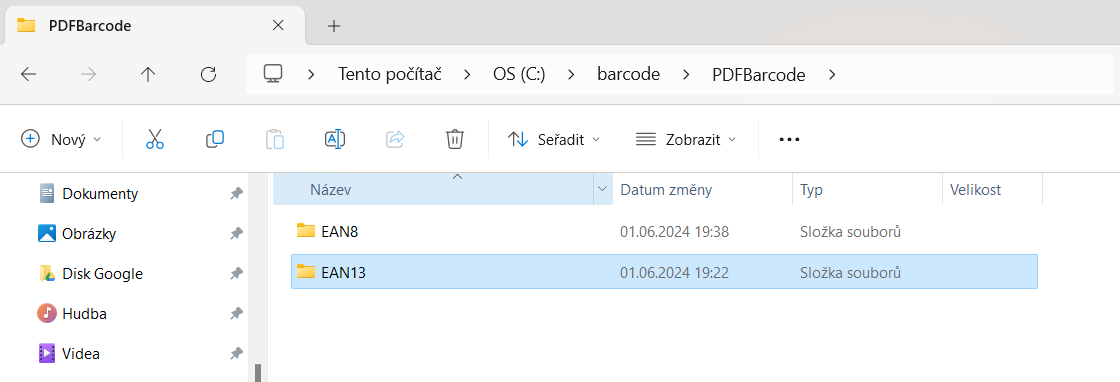 PDFBarcode
Tento počítač > OS (C:) > barcode > PDFBarcode >
Nový Seřadit Zobrazit
Název Datum změny Typ Velikost
Dokumenty
Obrázky
Disk Google
Hudba
Videa
EAN8 01.06.2024 19:38 Složka souborů
EAN13 01.06.2024 19:22 Složka souborů